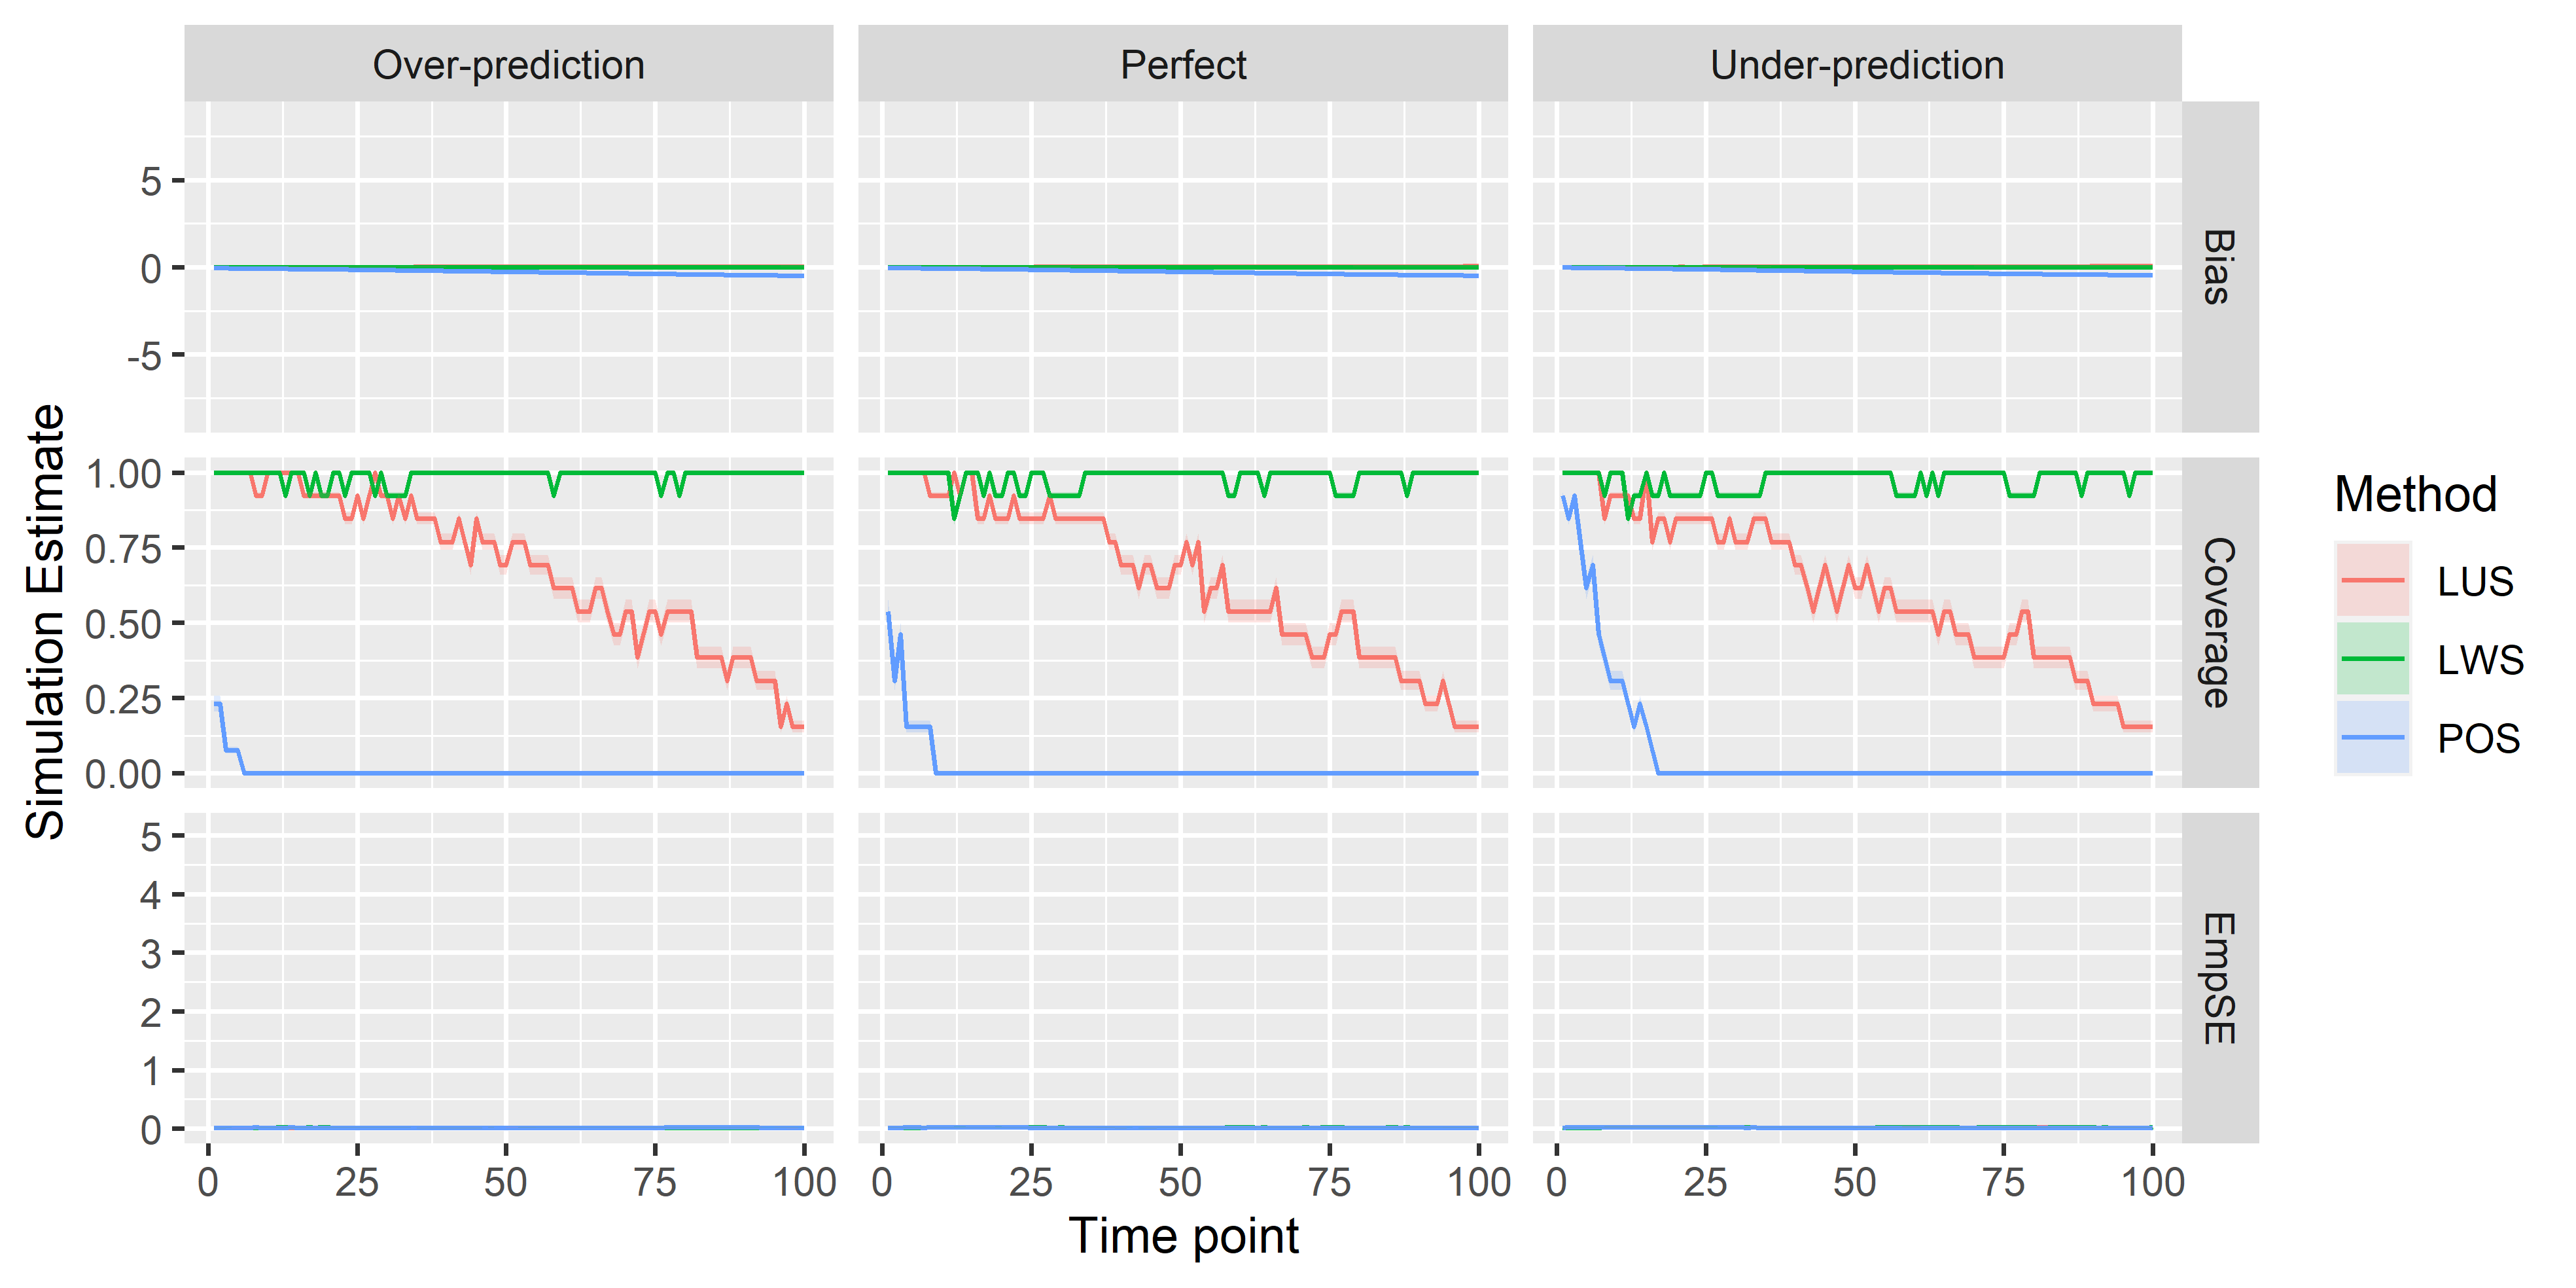 Over-prediction
Perfect
Under-prediction
5
0
-5
Bias
Simulation Estimate
1.00
0.75
0.50
0.25
0.00
Coverage
Method
LUS
LWS
POS
5
4
3
2
1
0
EmpSE
0 25 50 75 100
0 25 50 75 100
0 25 50 75 100
Time point